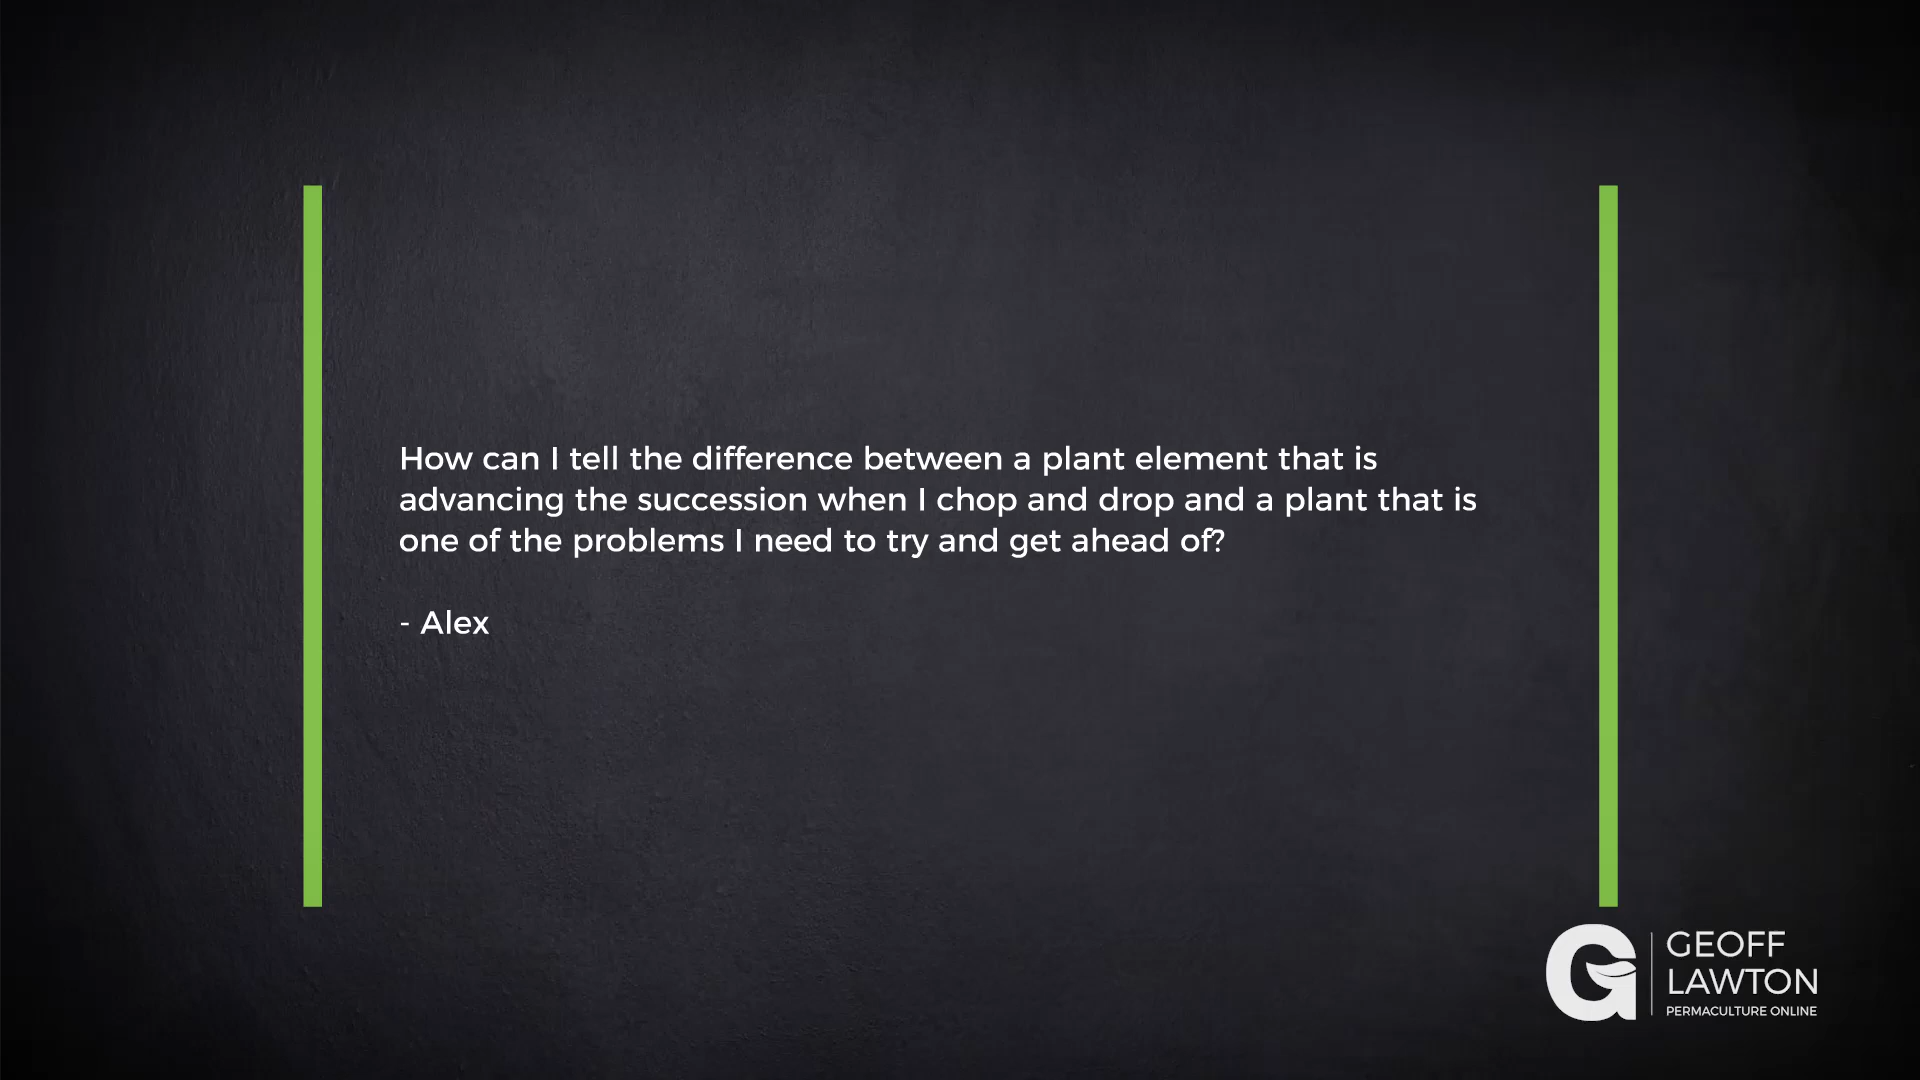 How can I tell the difference between a plant element that is
advancing the succession when I chop and drop and a plant that is
one of the problems I need to try and get ahead of?
- Alex
GEOFF
LAWTON
PERMACULTURE ONLINE